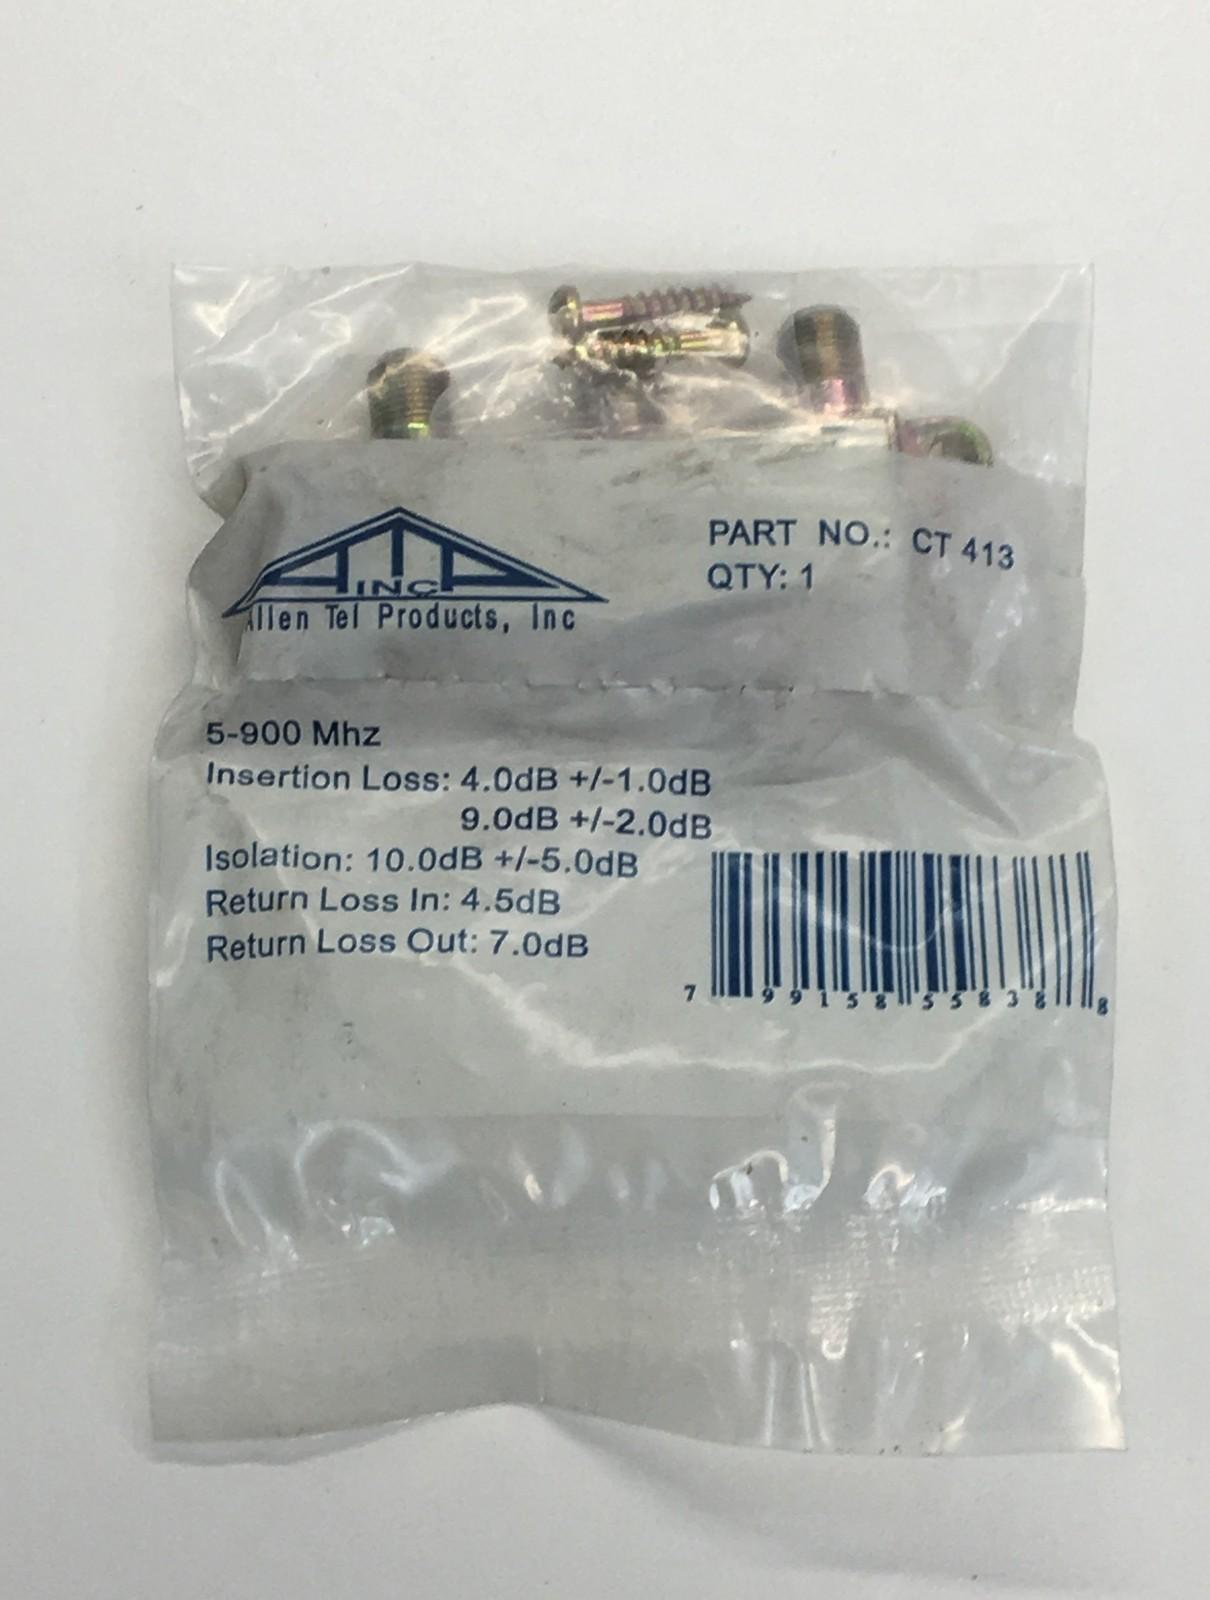 ATP
INC
Allen Tel Products, Inc
PART NO.: CT 413
QTY: 1
5-900 Mhz
Insertion Loss: 4.0dB +/-1.0dB
9.0dB +/-2.0dB
Isolation: 10.0dB +/-5.0dB
Return Loss In: 4.5dB
Return Loss Out: 7.0dB
7 99158 55838 8